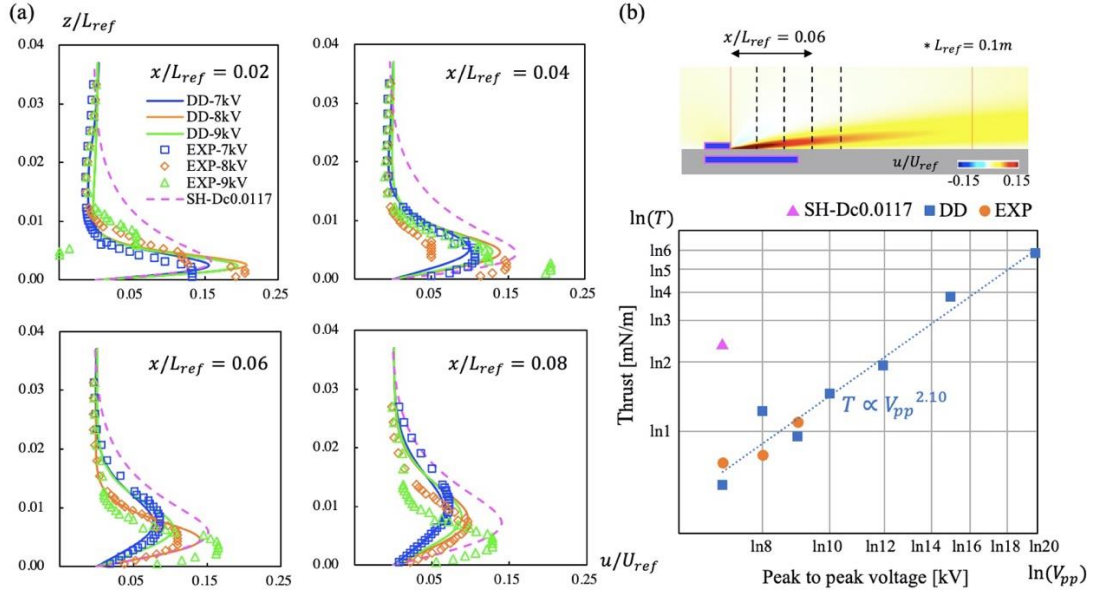 (a)
z/L_ref
0.04
x/L_ref = 0.02
0.03
DD-7kV
DD-8kV
DD-9kV
EXP-7kV
EXP-8kV
EXP-9kV
SH-Dc0.0117
0.02
0.01
0.00
0.05
0.15
0.25
0.04
x/L_ref = 0.04
0.03
0.02
0.01
0.00
0.05
0.15
0.25
0.04
x/L_ref = 0.06
0.03
0.02
0.01
0.00
0.05
0.15
0.25
0.04
x/L_ref = 0.08
0.03
0.02
0.01
0.00
u/U_ref
0.05
0.15
0.25
(b)
x/L_ref = 0.06
* L_ref = 0.1m
u/U_ref
-0.15
0.15
SH-Dc0.0117
DD
EXP
ln(T)
Thrust [mN/m]
ln6
ln5
ln4
ln3
ln2
ln1
T ∝ V_pp^2.10
ln8
ln10
ln12
ln14
ln16
ln18
ln20
Peak to peak voltage [kV]
ln(V_pp)